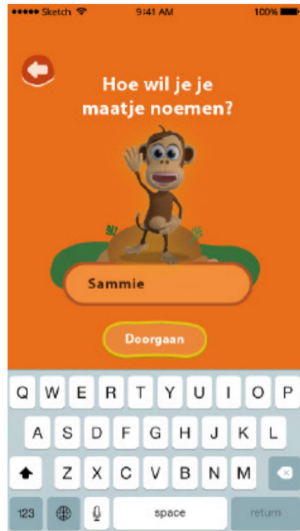 Sketch 9:41 AM 100%
Hoe wil je je
maatje noemen?
Sammie
Doorgaan
Q W E R T Y U I O P
A S D F G H J K L
Z X C V B N M
123 space return